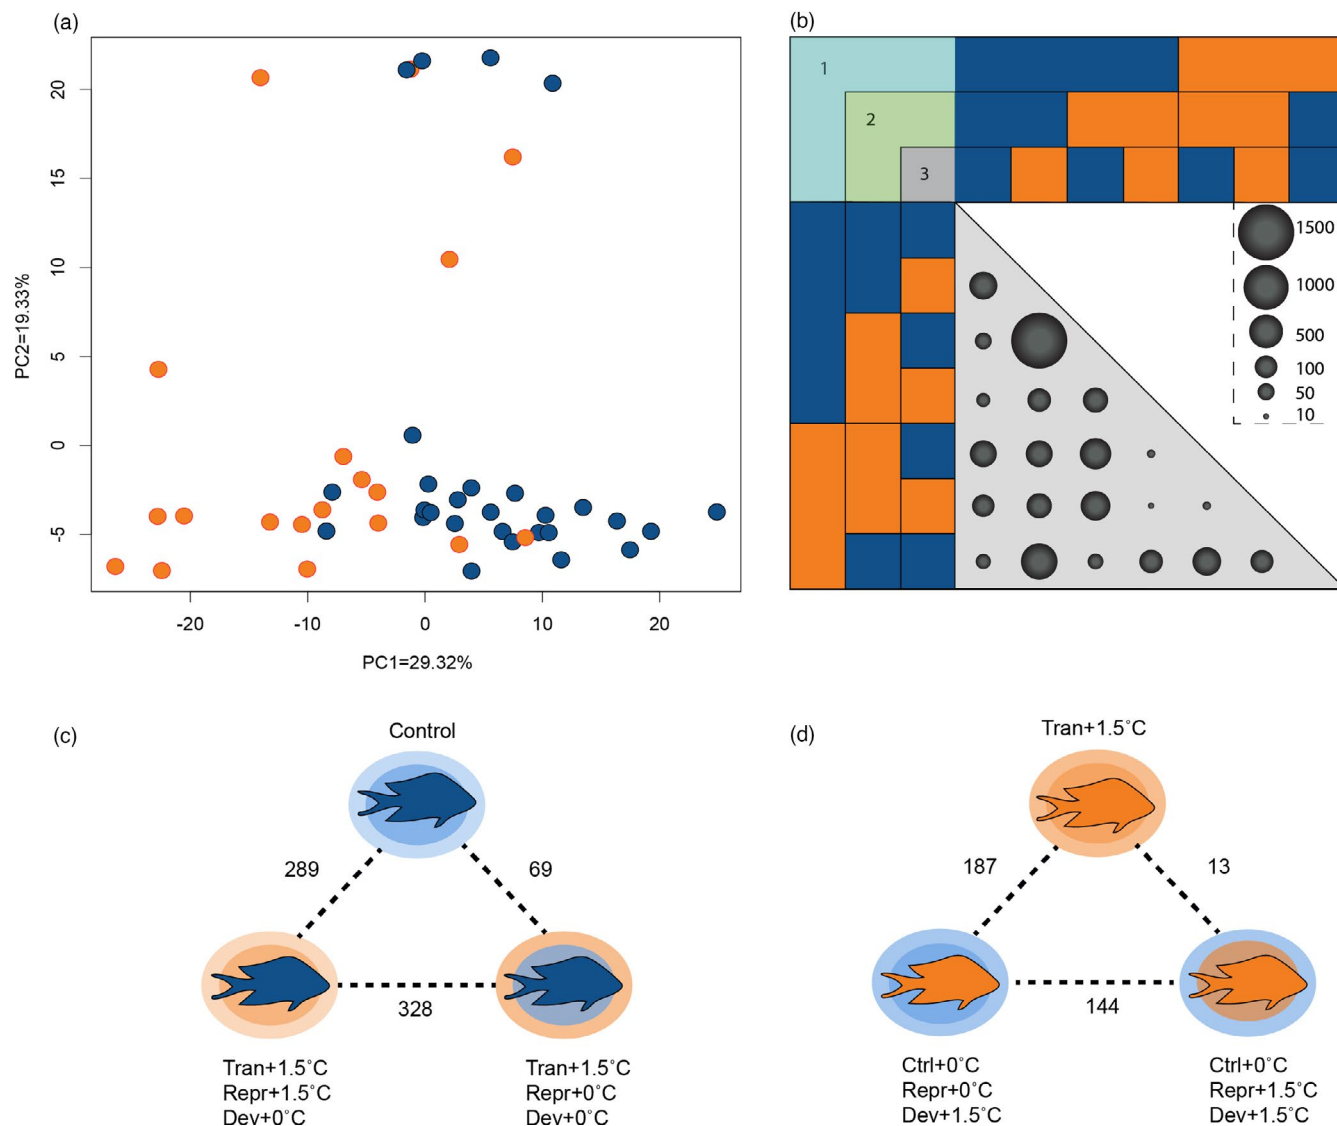 (a)
20
15
10
5
0
-5
PC2=19.33%
-20
-10
0
10
20
PC1=29.32%
(b)
1
2
3
1500
1000
500
100
50
10
(c)
Control
289
69
328
Tran+1.5°C
Repr+1.5°C
Dev+0°C
Tran+1.5°C
Repr+0°C
Dev+0°C
(d)
Tran+1.5°C
187
13
144
Ctrl+0°C
Repr+0°C
Dev+1.5°C
Ctrl+0°C
Repr+1.5°C
Dev+1.5°C